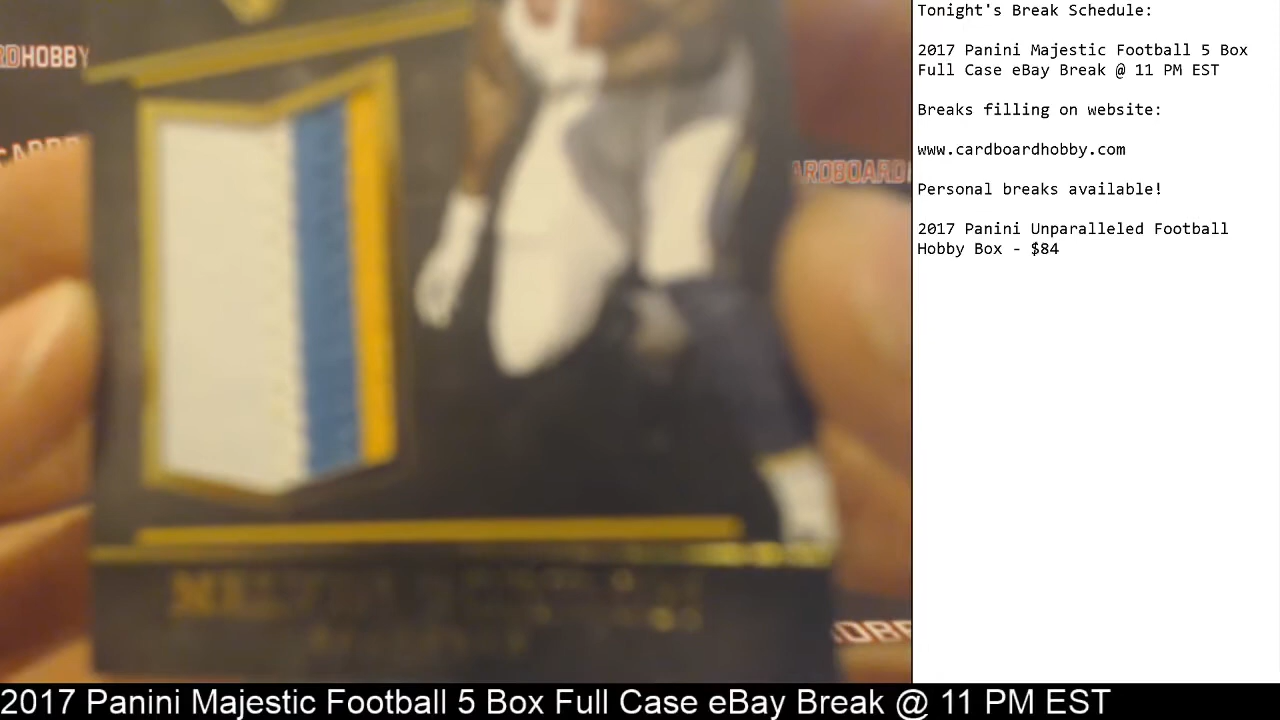 RDHOBBY
Tonight's Break Schedule:
2017 Panini Majestic Football 5 Box
Full Case eBay Break @ 11 PM EST
Breaks filling on website:
www.cardboardhobby.com
Personal breaks available!
2017 Panini Unparalleled Football
Hobby Box - $84
ARDBOARD
2017 Panini Majestic Football 5 Box Full Case eBay Break @ 11 PM EST